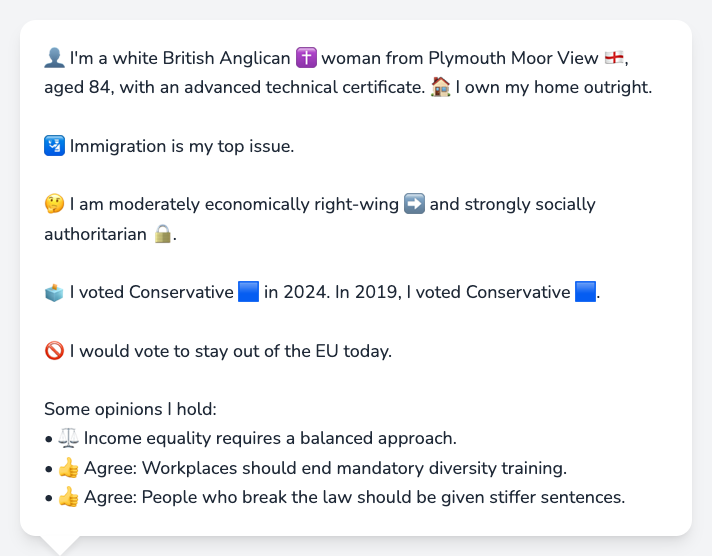 👤 I'm a white British Anglican ✝️ woman from Plymouth Moor View 🏴󠁧󠁢󠁥󠁮󠁧󠁿,
aged 84, with an advanced technical certificate. 🏠 I own my home outright.
🛂 Immigration is my top issue.
🤔 I am moderately economically right-wing ➡️ and strongly socially
authoritarian 🔒.
🗳️ I voted Conservative 🟦 in 2024. In 2019, I voted Conservative 🟦.
🚫 I would vote to stay out of the EU today.
Some opinions I hold:
• ⚖️ Income equality requires a balanced approach.
• 👍 Agree: Workplaces should end mandatory diversity training.
• 👍 Agree: People who break the law should be given stiffer sentences.